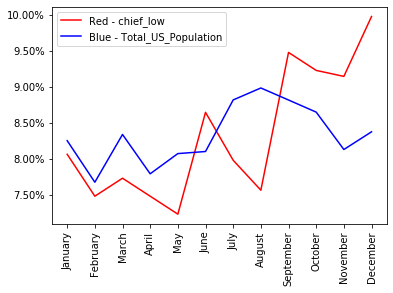 Red - chief_low
Blue - Total_US_Population
10.00%
9.50%
9.00%
8.50%
8.00%
7.50%
January
February
March
April
May
June
July
August
September
October
November
December